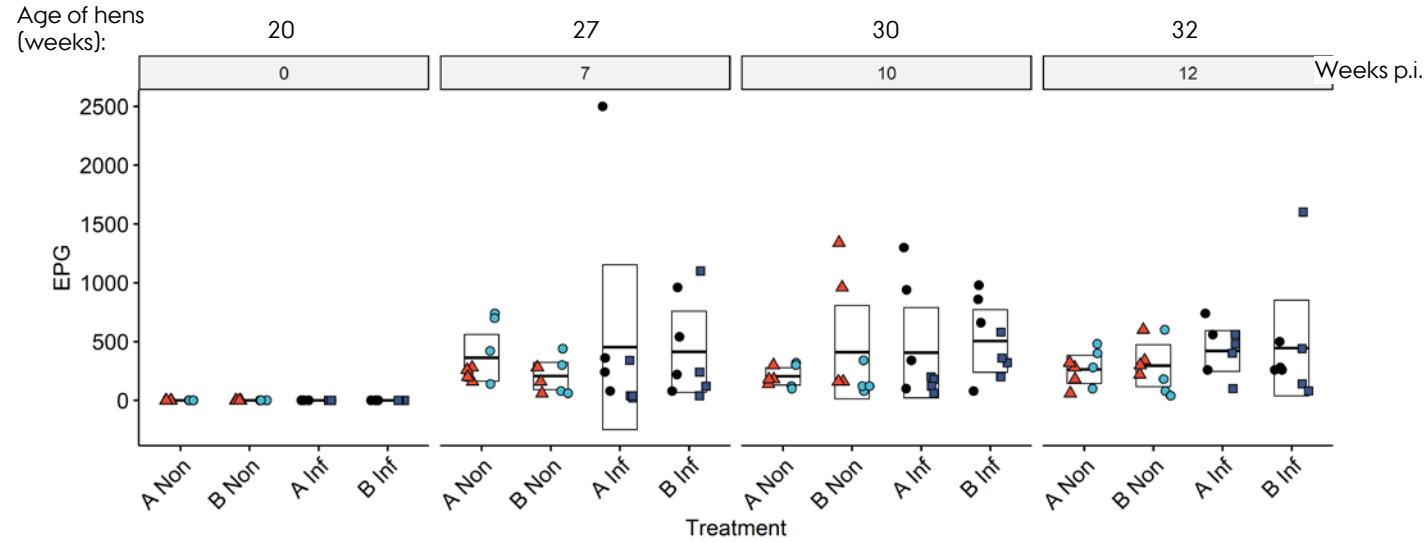 Age of hens
(weeks):
20 27 30 32
0 7 10 12 Weeks p.i.
EPG
2500
2000
1500
1000
500
0
A Non B Non A Inf B Inf A Non B Non A Inf B Inf A Non B Non A Inf B Inf A Non B Non A Inf B Inf
Treatment